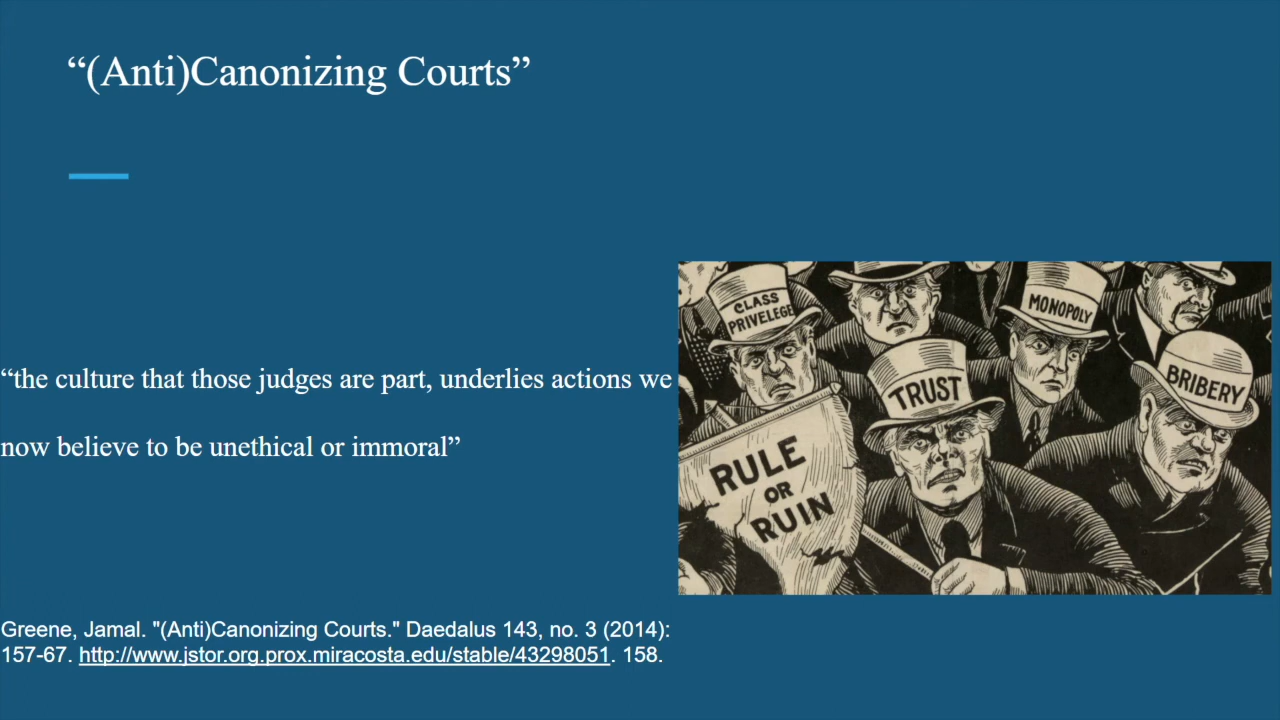 “(Anti)Canonizing Courts”
“the culture that those judges are part, underlies actions we
now believe to be unethical or immoral”
CLASS
PRIVELEGE
MONOPOLY
TRUST
BRIBERY
RULE
OR
RUIN
Greene, Jamal. "(Anti)Canonizing Courts." Daedalus 143, no. 3 (2014):
157-67. http://www.jstor.org.prox.miracosta.edu/stable/43298051. 158.